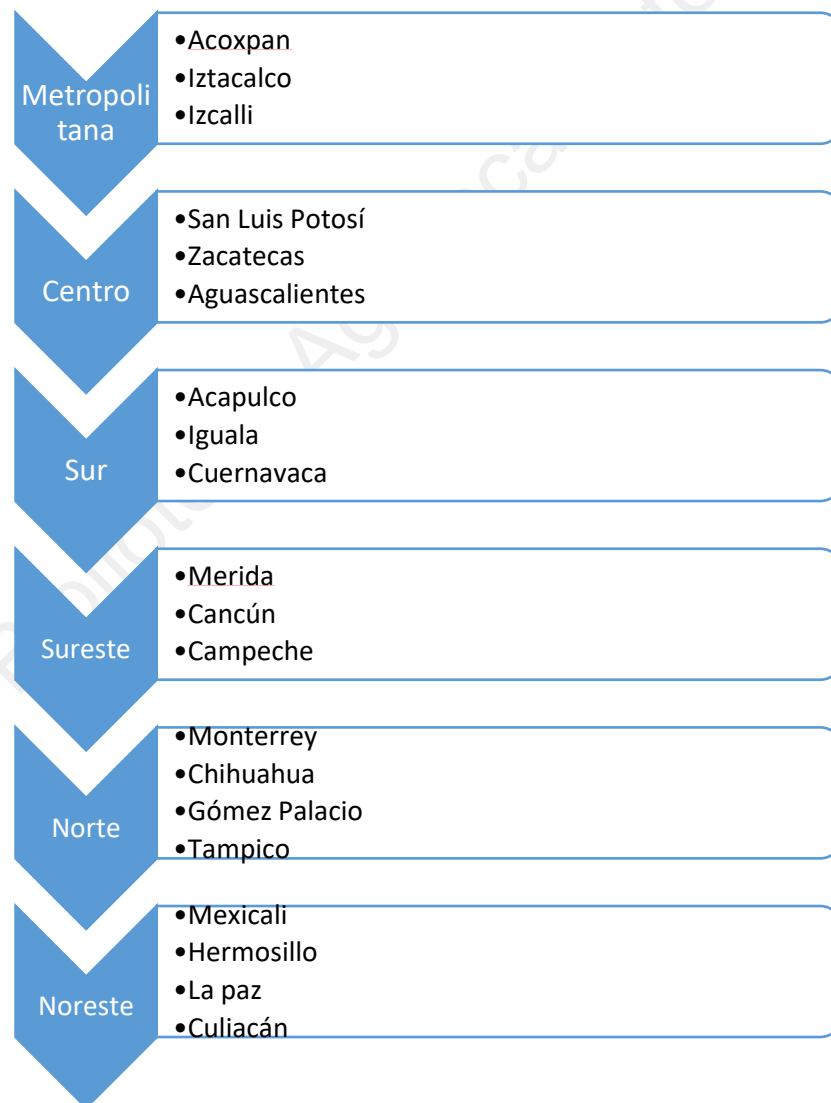 Metropoli
tana
•Acoxpan
•Iztacalco
•Izcalli
Centro
•San Luis Potosí
•Zacatecas
•Aguascalientes
Sur
•Acapulco
•Iguala
•Cuernavaca
Sureste
•Merida
•Cancún
•Campeche
Norte
•Monterrey
•Chihuahua
•Gómez Palacio
•Tampico
Noreste
•Mexicali
•Hermosillo
•La paz
•Culiacán